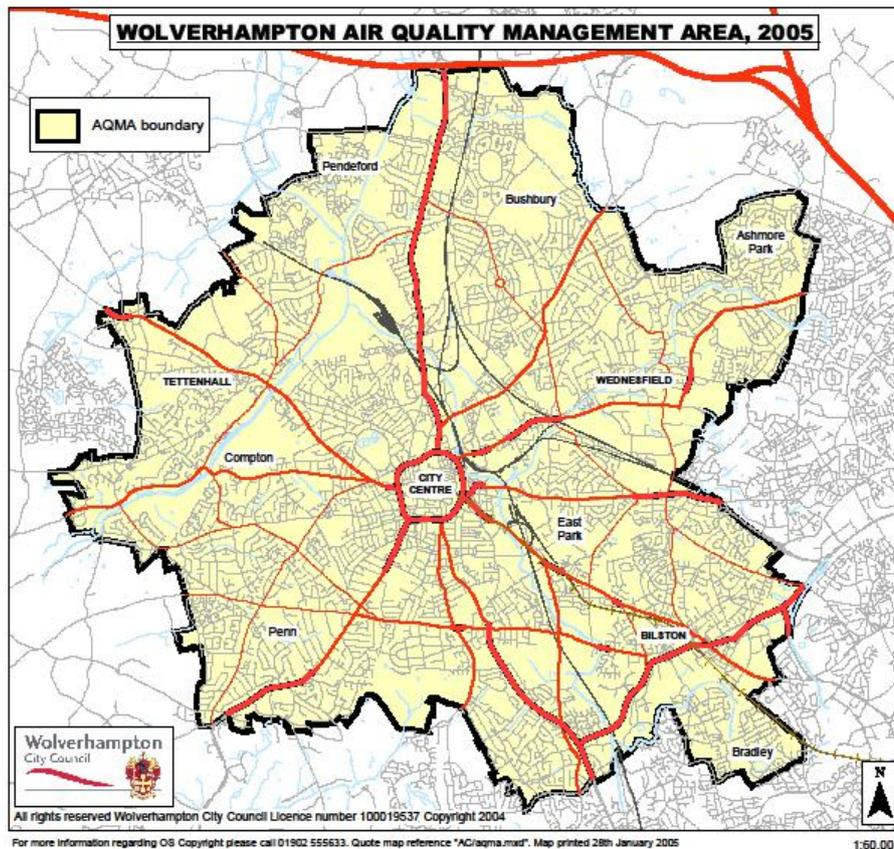 WOLVERHAMPTON AIR QUALITY MANAGEMENT AREA, 2005
AQMA boundary
Pendeford
Bushbury
Ashmore
Park
TETTENHALL
WEDNESFIELD
Compton
CITY
CENTRE
East
Park
Penn
BILSTON
Bradley
Wolverhampton
City Council
N
All rights reserved Wolverhampton City Council Licence number 100019537 Copyright 2004
For more information regarding OS Copyright please call 01902 555633. Quote map reference "AC/aqma.mxd". Map printed 28th January 2005
1:60,00